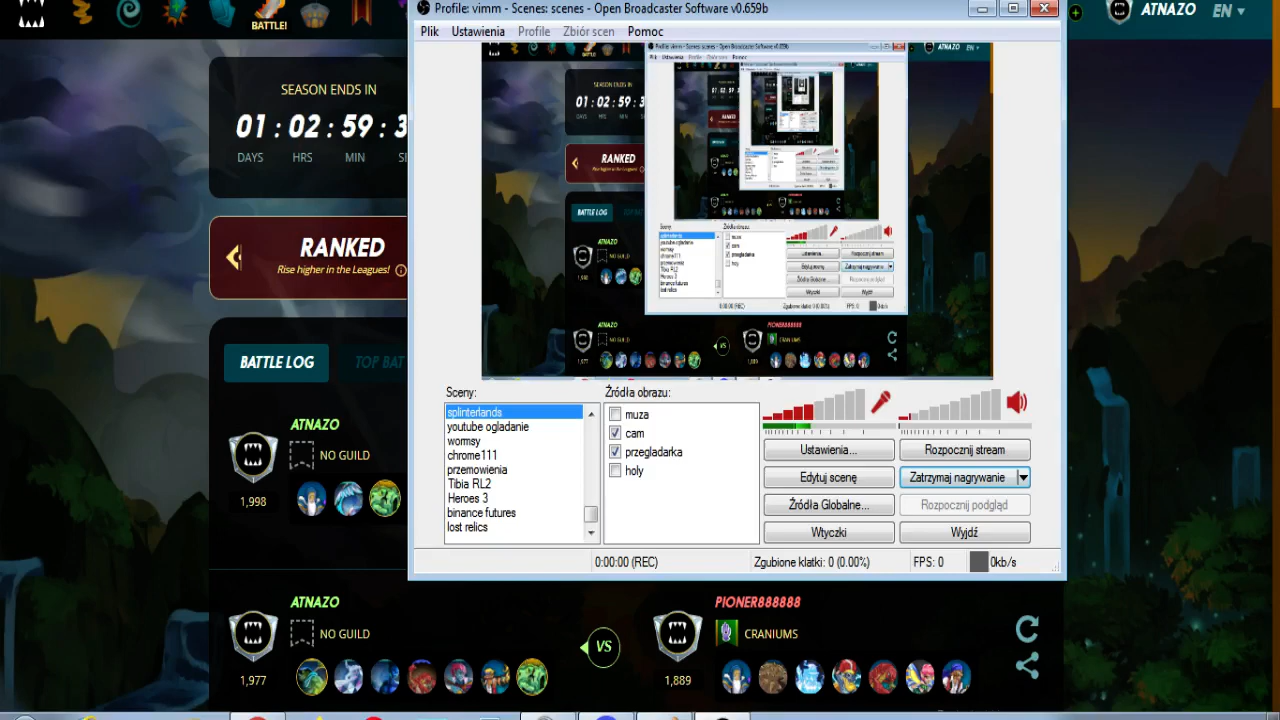 BATTLE!
Profile: vimm - Scenes: scenes - Open Broadcaster Software v0.659b
ATNAZO
EN
Plik Ustawienia Profile Zbiór scen Pomoc
SEASON ENDS IN
01 : 02 : 59 : 3
DAYS HRS MIN
RANKED
Rise higher in the Leagues!
BATTLE LOG
TOP BAT
ATNAZO
NO GUILD
1,998
Sceny:
splinterlands
youtube ogladanie
wormsy
chrome111
przemowienia
Tibia RL2
Heroes 3
binance futures
lost relics
Źródła obrazu:
muza
cam
przegladarka
holy
Ustawienia...
Rozpocznij stream
Edytuj scenę
Zatrzymaj nagrywanie
Źródła Globalne...
Rozpocznij podgląd
Wtyczki
Wyjdź
0:00:00 (REC)
Zgubione klatki: 0 (0.00%)
FPS: 0
0kb/s
ATNAZO
NO GUILD
1,977
VS
PIONER888888
CRANIUMS
1,889